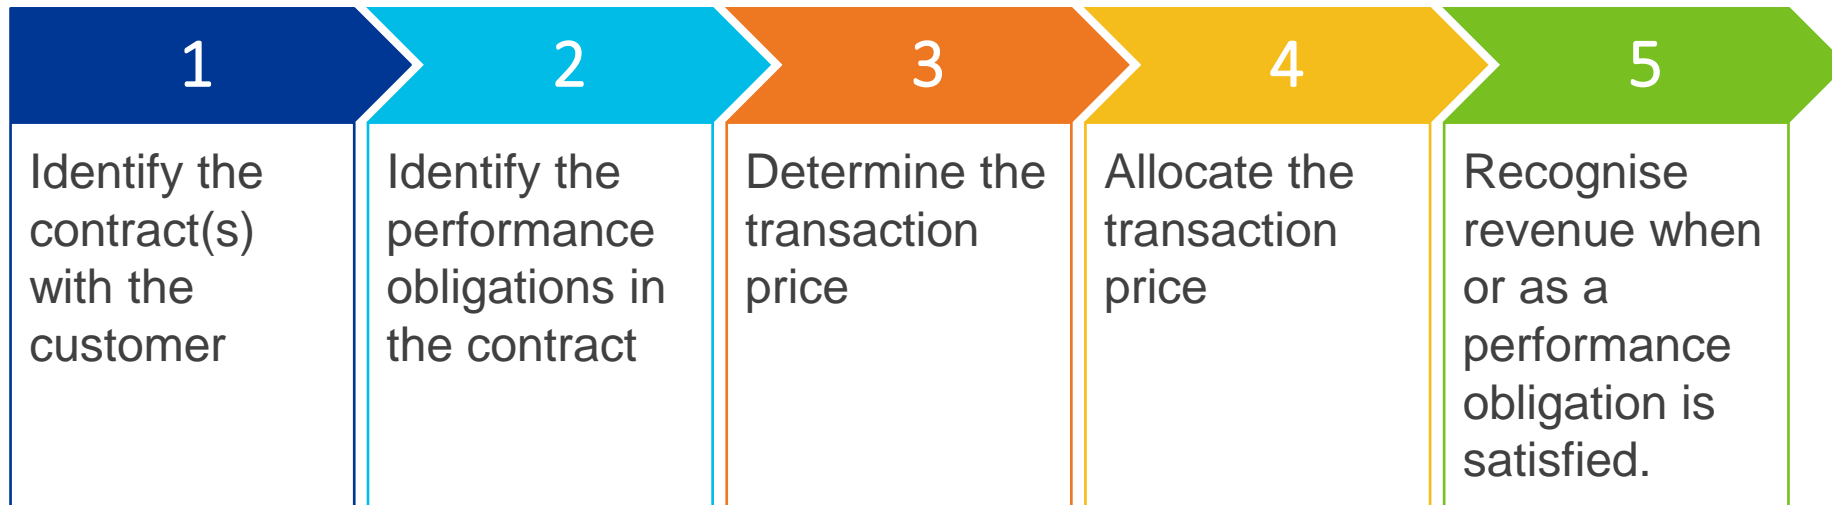 1
Identify the
contract(s)
with the
customer
2
Identify the
performance
obligations in
the contract
3
Determine the
transaction
price
4
Allocate the
transaction
price
5
Recognise
revenue when
or as a
performance
obligation is
satisfied.